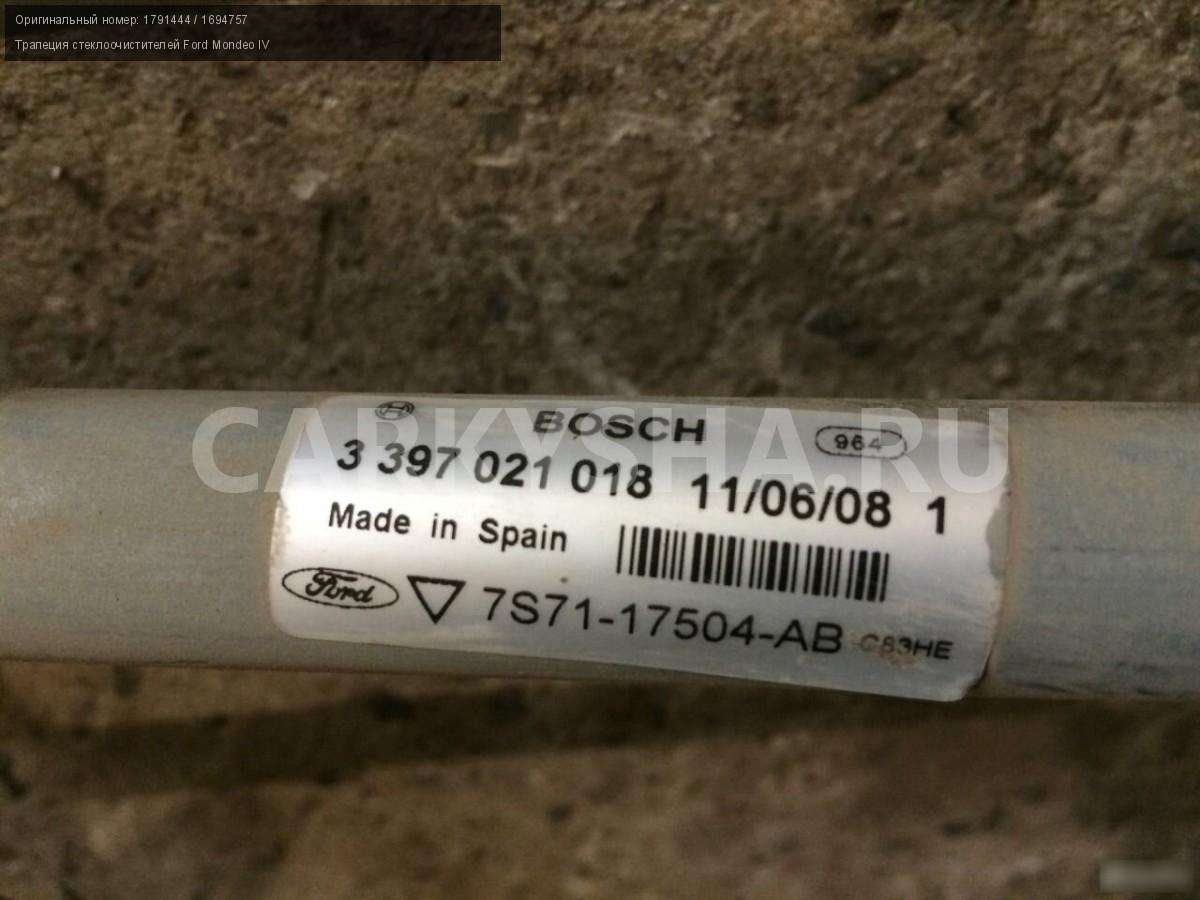 Оригинальный номер: 1791444 / 1694757
Трапеция стеклоочистителей Ford Mondeo IV
CARKYSHA.RU
BOSCH
964
3 397 021 018 11/06/08 1
Made in Spain
Ford 7S71-17504-AB C83HE